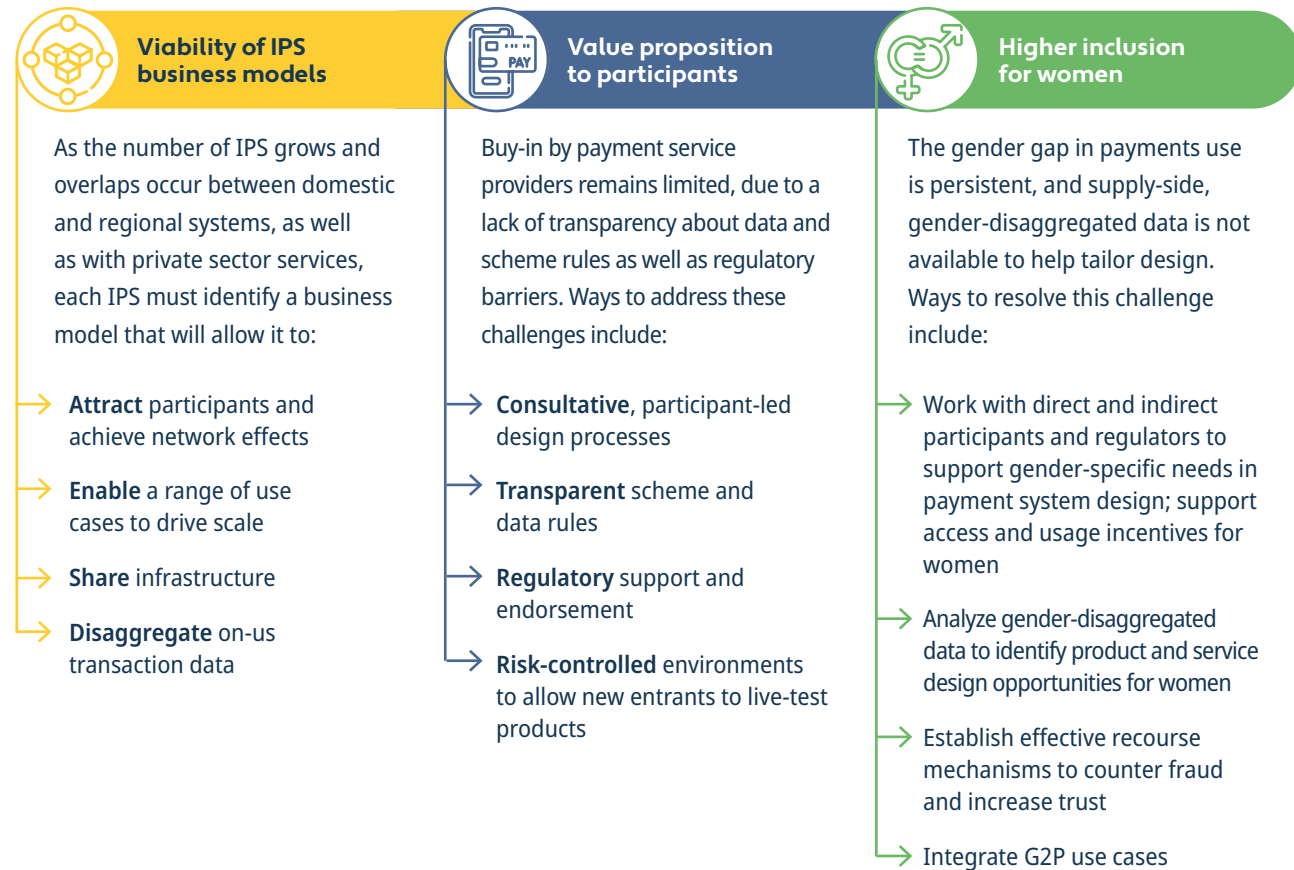 Viability of IPS
business models
As the number of IPS grows and
overlaps occur between domestic
and regional systems, as well
as with private sector services,
each IPS must identify a business
model that will allow it to:
Attract participants and
achieve network effects
Enable a range of use
cases to drive scale
Share infrastructure
Disaggregate on-us
transaction data
PAY
Value proposition
to participants
Buy-in by payment service
providers remains limited, due to a
lack of transparency about data and
scheme rules as well as regulatory
barriers. Ways to address these
challenges include:
Consultative, participant-led
design processes
Transparent scheme and
data rules
Regulatory support and
endorsement
Risk-controlled environments
to allow new entrants to live-test
products
Higher inclusion
for women
The gender gap in payments use
is persistent, and supply-side,
gender-disaggregated data is not
available to help tailor design.
Ways to resolve this challenge
include:
Work with direct and indirect
participants and regulators to
support gender-specific needs in
payment system design; support
access and usage incentives for
women
Analyze gender-disaggregated
data to identify product and service
design opportunities for women
Establish effective recourse
mechanisms to counter fraud
and increase trust
Integrate G2P use cases